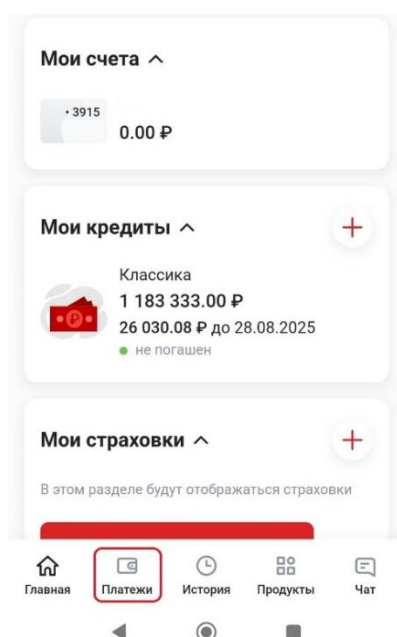 Мои счета
• 3915
0.00 ₽
Мои кредиты
Классика
1 183 333.00 ₽
26 030.08 ₽ до 28.08.2025
не погашен
Мои страховки
В этом разделе будут отображаться страховки
Главная Платежи История Продукты Чат